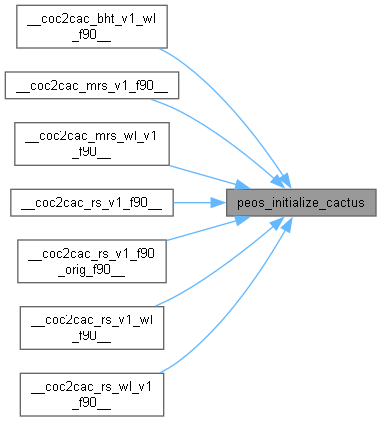 __coc2cac_bht_v1_wl
_f90__
__coc2cac_mrs_v1_f90__
__coc2cac_mrs_wl_v1
_f90__
__coc2cac_rs_v1_f90__
peos_initialize_cactus
__coc2cac_rs_v1_f90
_orig_f90__
__coc2cac_rs_v1_wl
_f90__
__coc2cac_rs_wl_v1
_f90__